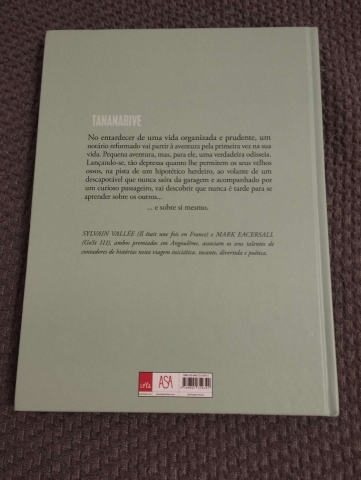 TANANARIVE
No entardecer de uma vida organizada e prudente, um
notário reformado vai partir à aventura pela primeira vez na sua
vida. Pequena aventura, mas, para ele, uma verdadeira odisseia.
Lançando-se, tão depressa quanto lhe permitem os seus velhos
ossos, na pista de um hipotético herdeiro, ao volante de um
descapotável que nunca saíra da garagem e acompanhado por
um curioso passageiro, vai descobrir que nunca é tarde para se
aprender sobre os outros...
... e sobre si mesmo.
SYLVAIN VALLÉE (Il était une fois en France) e MARK EACERSALL
(GoSt 111), ambos premiados em Angoulême, associam os seus talentos de
contadores de histórias nesta viagem iniciática, tocante, divertida e poética.
ASA